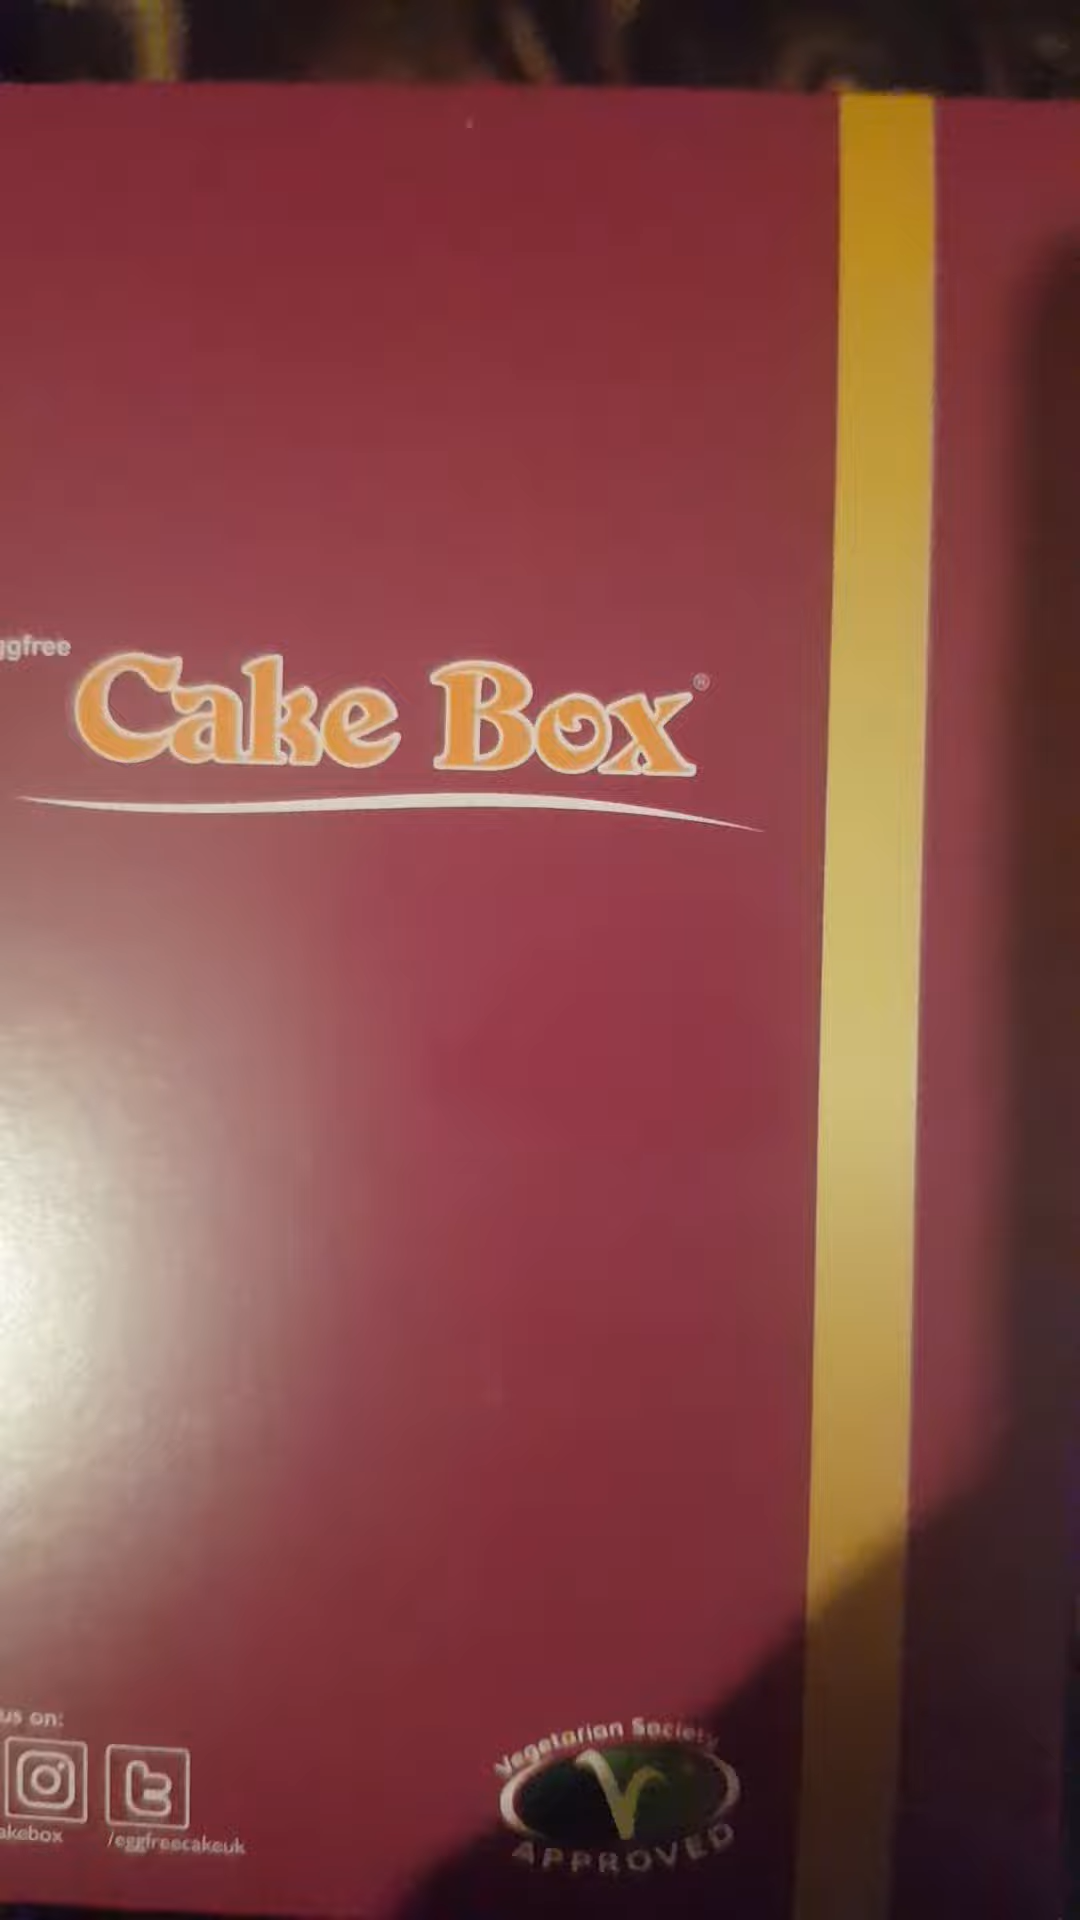 ggfree
Cake Box®
us on:
akebox
/eggfreecakeuk
Vegetarian Society
APPROVED